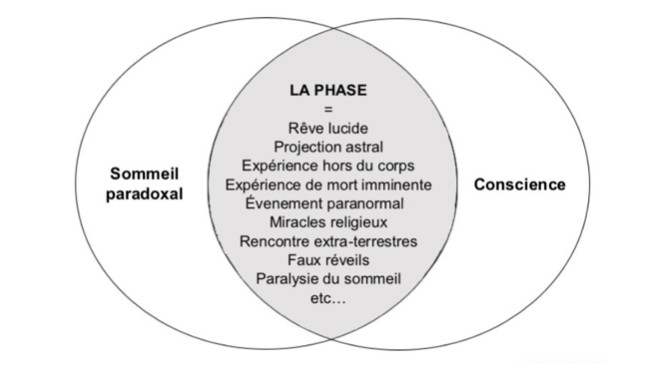 LA PHASE
=
Rêve lucide
Projection astral
Expérience hors du corps
Expérience de mort imminente
Évenement paranormal
Miracles religieux
Rencontre extra-terrestres
Faux réveils
Paralysie du sommeil
etc…
Sommeil
paradoxal
Conscience